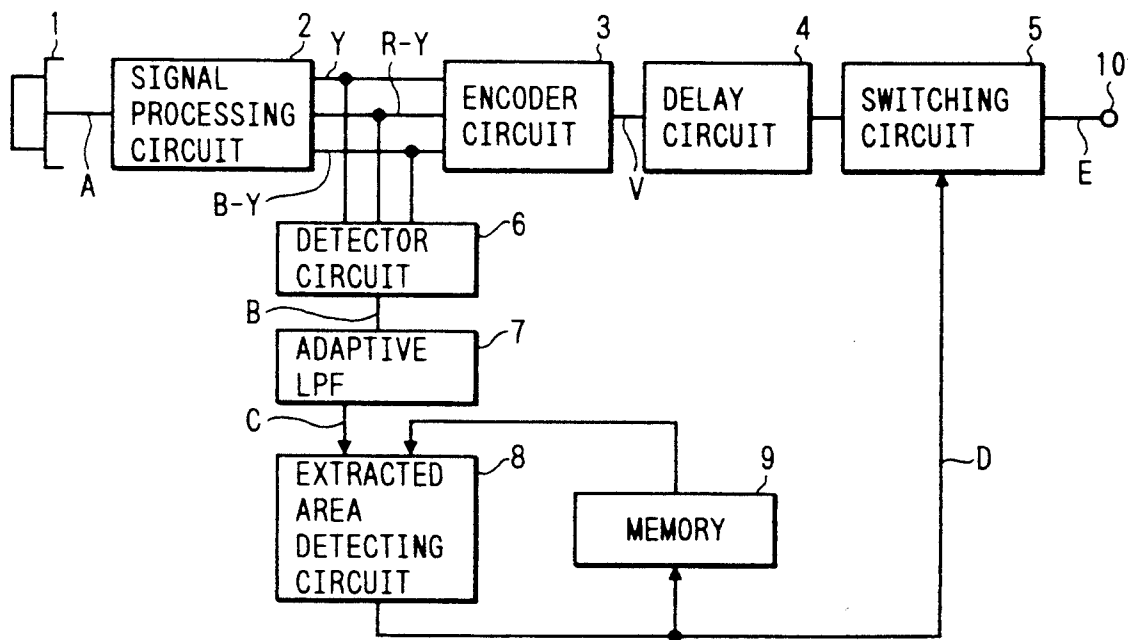 1
2
Y
R-Y
3
4
5
10
SIGNAL
PROCESSING
CIRCUIT
ENCODER
CIRCUIT
DELAY
CIRCUIT
SWITCHING
CIRCUIT
A
B-Y
V
E
6
DETECTOR
CIRCUIT
B
7
ADAPTIVE
LPF
C
8
EXTRACTED
AREA
DETECTING
CIRCUIT
9
MEMORY
D